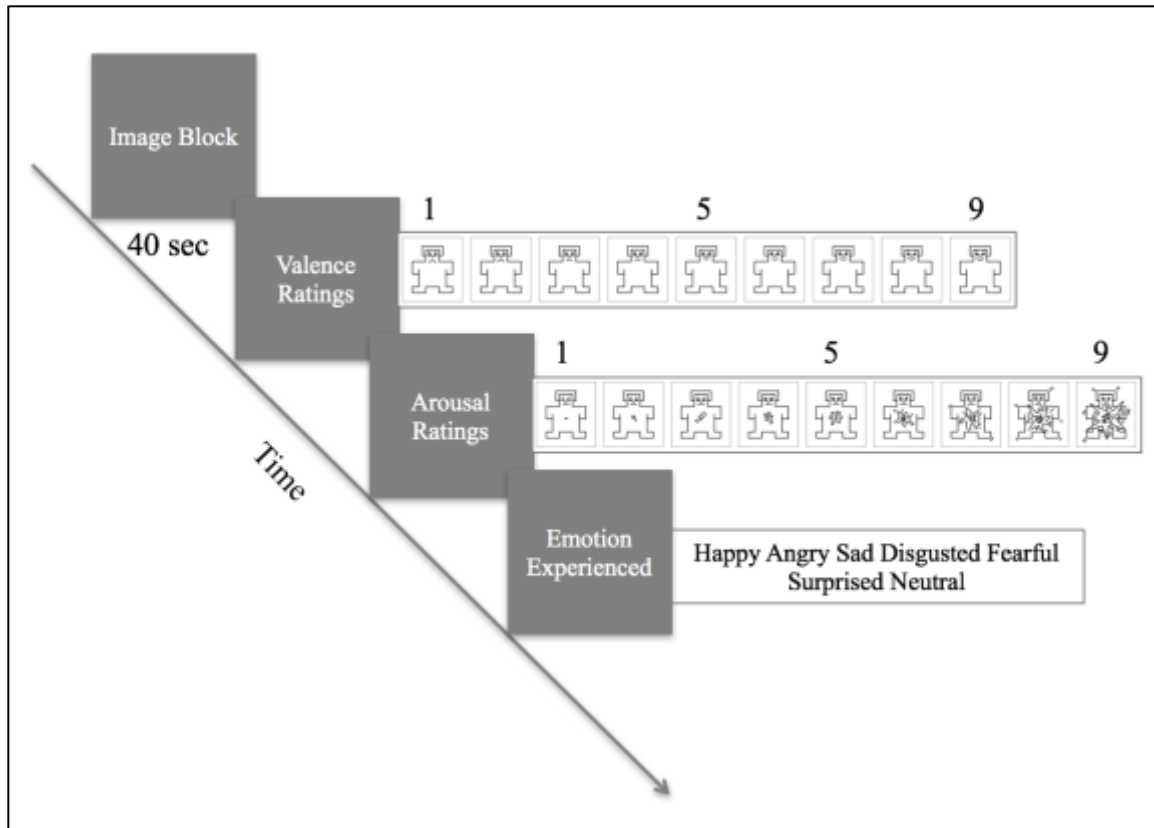 Image Block
40 sec
1 5 9
Valence
Ratings
1 5 9
Arousal
Ratings
Time
Emotion
Experienced
Happy Angry Sad Disgusted Fearful
Surprised Neutral